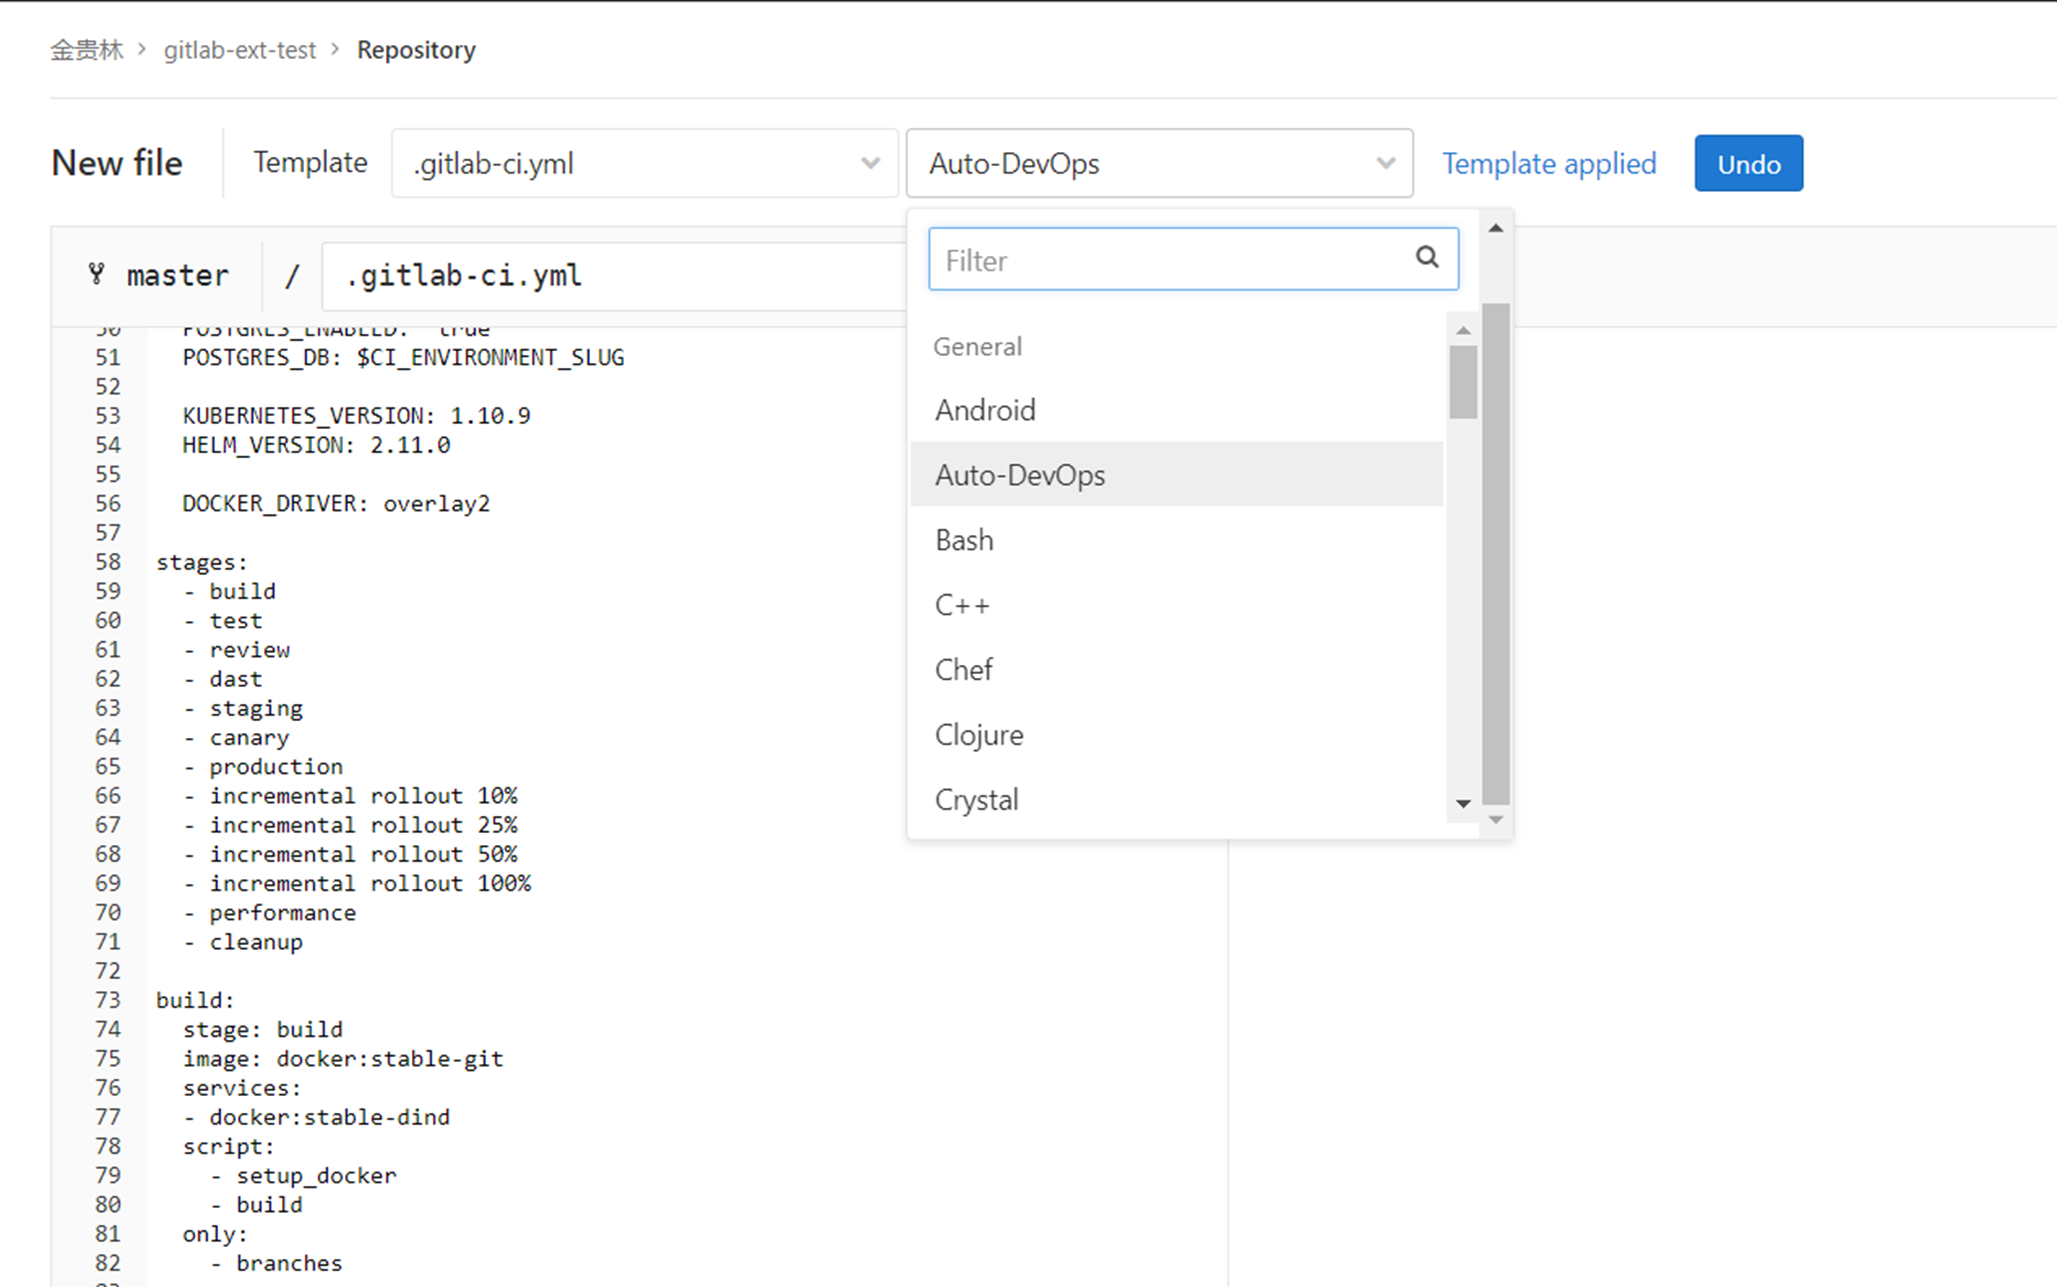 金贵林 > gitlab-ext-test > Repository
New file Template .gitlab-ci.yml Auto-DevOps Template applied Undo
master / .gitlab-ci.yml
Filter
General
Android
Auto-DevOps
Bash
C++
Chef
Clojure
Crystal
50 POSTGRES_ENABLED: true
51 POSTGRES_DB: $CI_ENVIRONMENT_SLUG
52
53 KUBERNETES_VERSION: 1.10.9
54 HELM_VERSION: 2.11.0
55
56 DOCKER_DRIVER: overlay2
57
58 stages:
59 - build
60 - test
61 - review
62 - dast
63 - staging
64 - canary
65 - production
66 - incremental rollout 10%
67 - incremental rollout 25%
68 - incremental rollout 50%
69 - incremental rollout 100%
70 - performance
71 - cleanup
72
73 build:
74 stage: build
75 image: docker:stable-git
76 services:
77 - docker:stable-dind
78 script:
79 - setup_docker
80 - build
81 only:
82 - branches